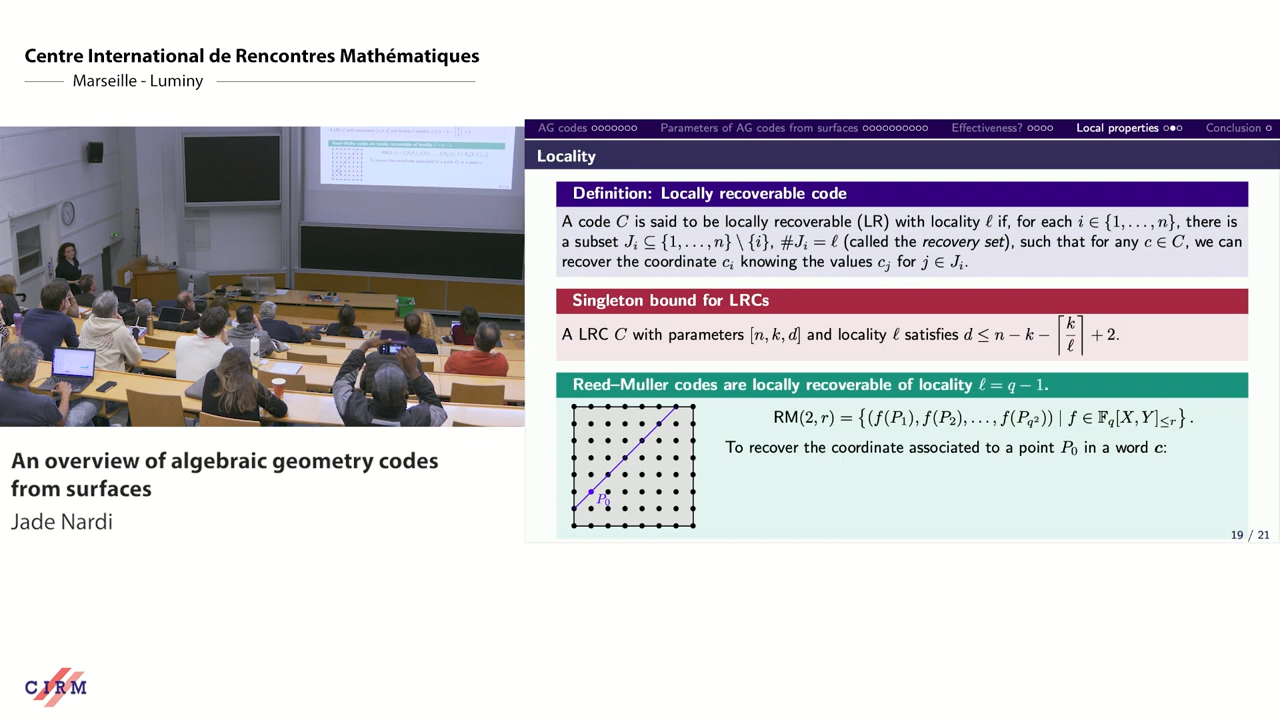 Centre International de Rencontres Mathématiques
Marseille - Luminy
AG codes
Parameters of AG codes from surfaces
Effectiveness?
Local properties
Conclusion
Locality
Definition: Locally recoverable code
A code C is said to be locally recoverable (LR) with locality ℓ if, for each i ∈ {1, . . . , n}, there is
a subset J_i ⊆ {1, . . . , n} \ {i}, #J_i = ℓ (called the recovery set), such that for any c ∈ C, we can
recover the coordinate c_i knowing the values c_j for j ∈ J_i.
Singleton bound for LRCs
A LRC C with parameters [n, k, d] and locality ℓ satisfies d ≤ n − k − ⌈k/ℓ⌉ + 2.
Reed–Muller codes are locally recoverable of locality ℓ = q − 1.
RM(2, r) = {(f(P_1), f(P_2), . . . , f(P_{q^2})) | f ∈ F_q[X, Y]_{≤r}}.
To recover the coordinate associated to a point P_0 in a word c:
P_0
19 / 21
An overview of algebraic geometry codes
from surfaces
Jade Nardi
CIRM